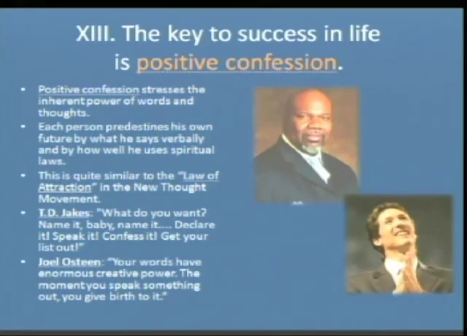 XIII. The key to success in life
is positive confession.
• Positive confession stresses the
inherent power of words and
thoughts.
• Each person predestines his own
future by what he says verbally
and by how well he uses spiritual
laws.
• This is quite similar to the "Law of
Attraction" in the New Thought
Movement.
• T.D. Jakes: "What do you want?
Name it, baby, name it.... Declare
it! Speak it! Confess it! Get your
list out!"
• Joel Osteen: "Your words have
enormous creative power. The
moment you speak something
out, you give birth to it."